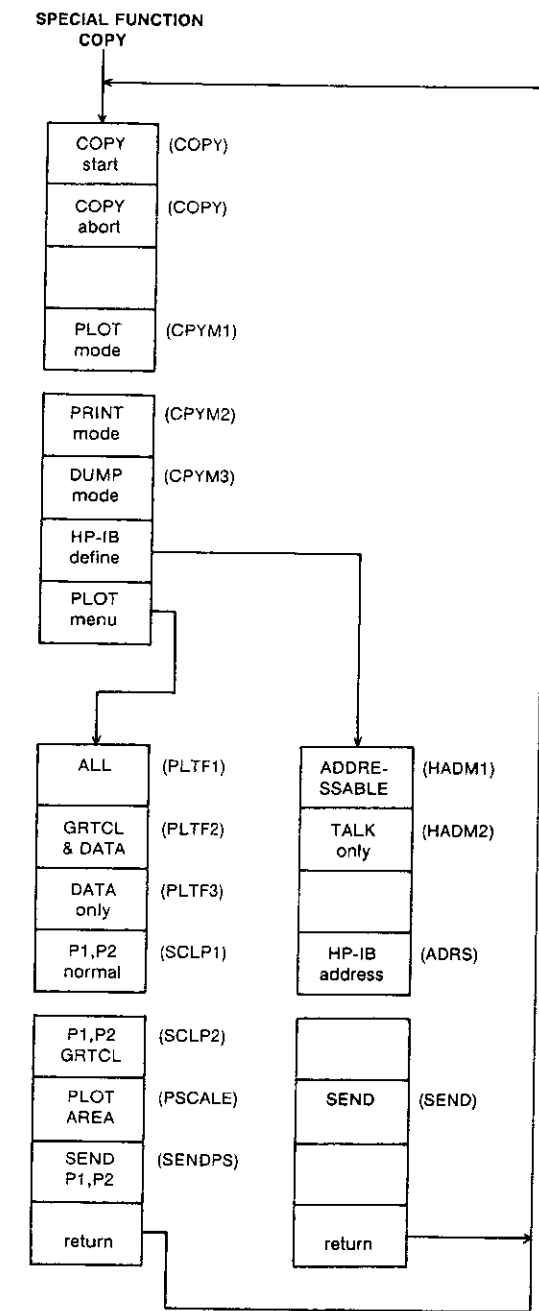 SPECIAL FUNCTION
COPY
COPY
start
(COPY)
COPY
abort
(COPY)
PLOT
mode
(CPYM1)
PRINT
mode
(CPYM2)
DUMP
mode
(CPYM3)
HP-IB
define
PLOT
menu
ALL
(PLTF1)
GRTCL
& DATA
(PLTF2)
DATA
only
(PLTF3)
P1,P2
normal
(SCLP1)
P1,P2
GRTCL
(SCLP2)
PLOT
AREA
(PSCALE)
SEND
P1,P2
(SENDPS)
return
ADDRE-
SSABLE
(HADM1)
TALK
only
(HADM2)
HP-IB
address
(ADRS)
SEND
(SEND)
return